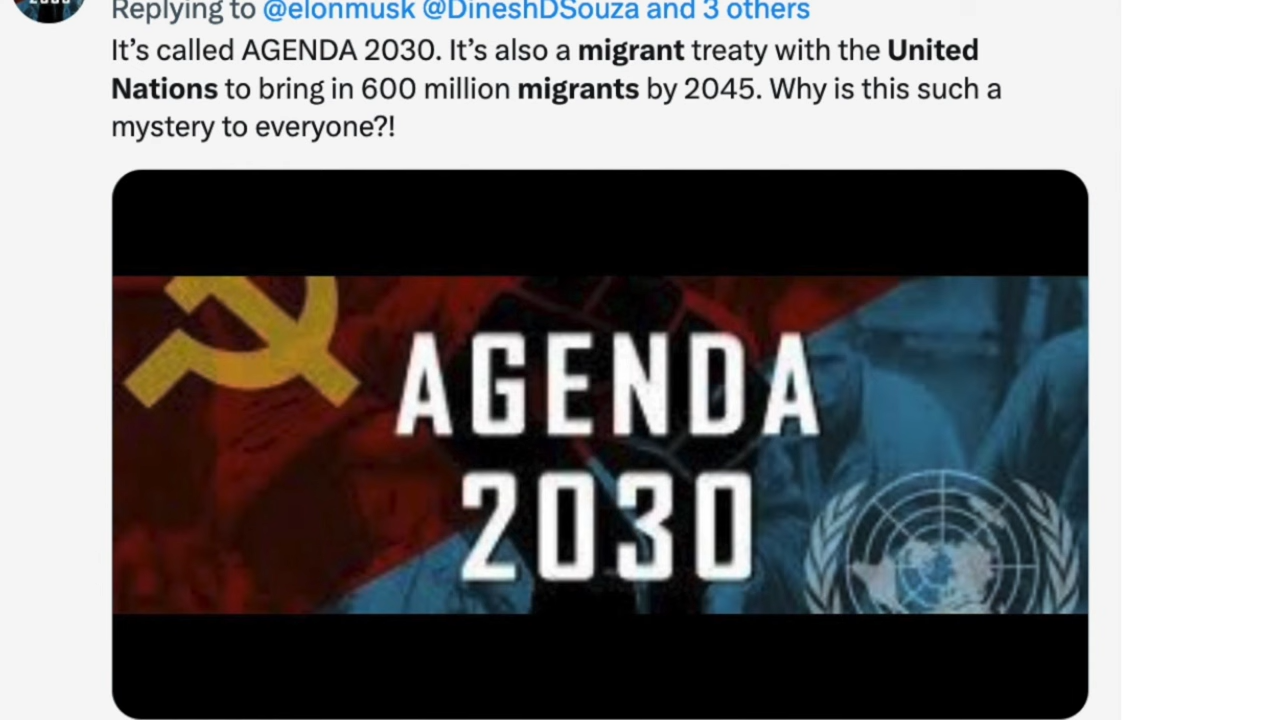 Replying to @elonmusk @DineshDSouza and 3 others
It’s called AGENDA 2030. It’s also a migrant treaty with the United
Nations to bring in 600 million migrants by 2045. Why is this such a
mystery to everyone?!
AGENDA
2030